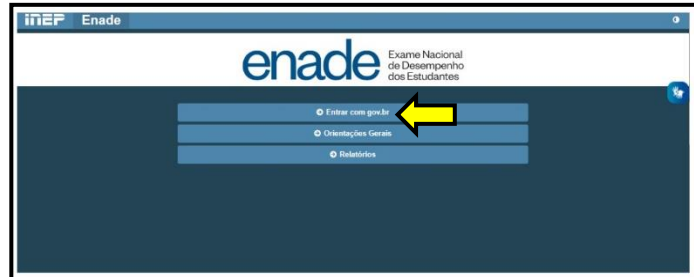 inep Enade
enade
Exame Nacional
de Desempenho
dos Estudantes
Entrar com gov.br
Orientações Gerais
Relatórios